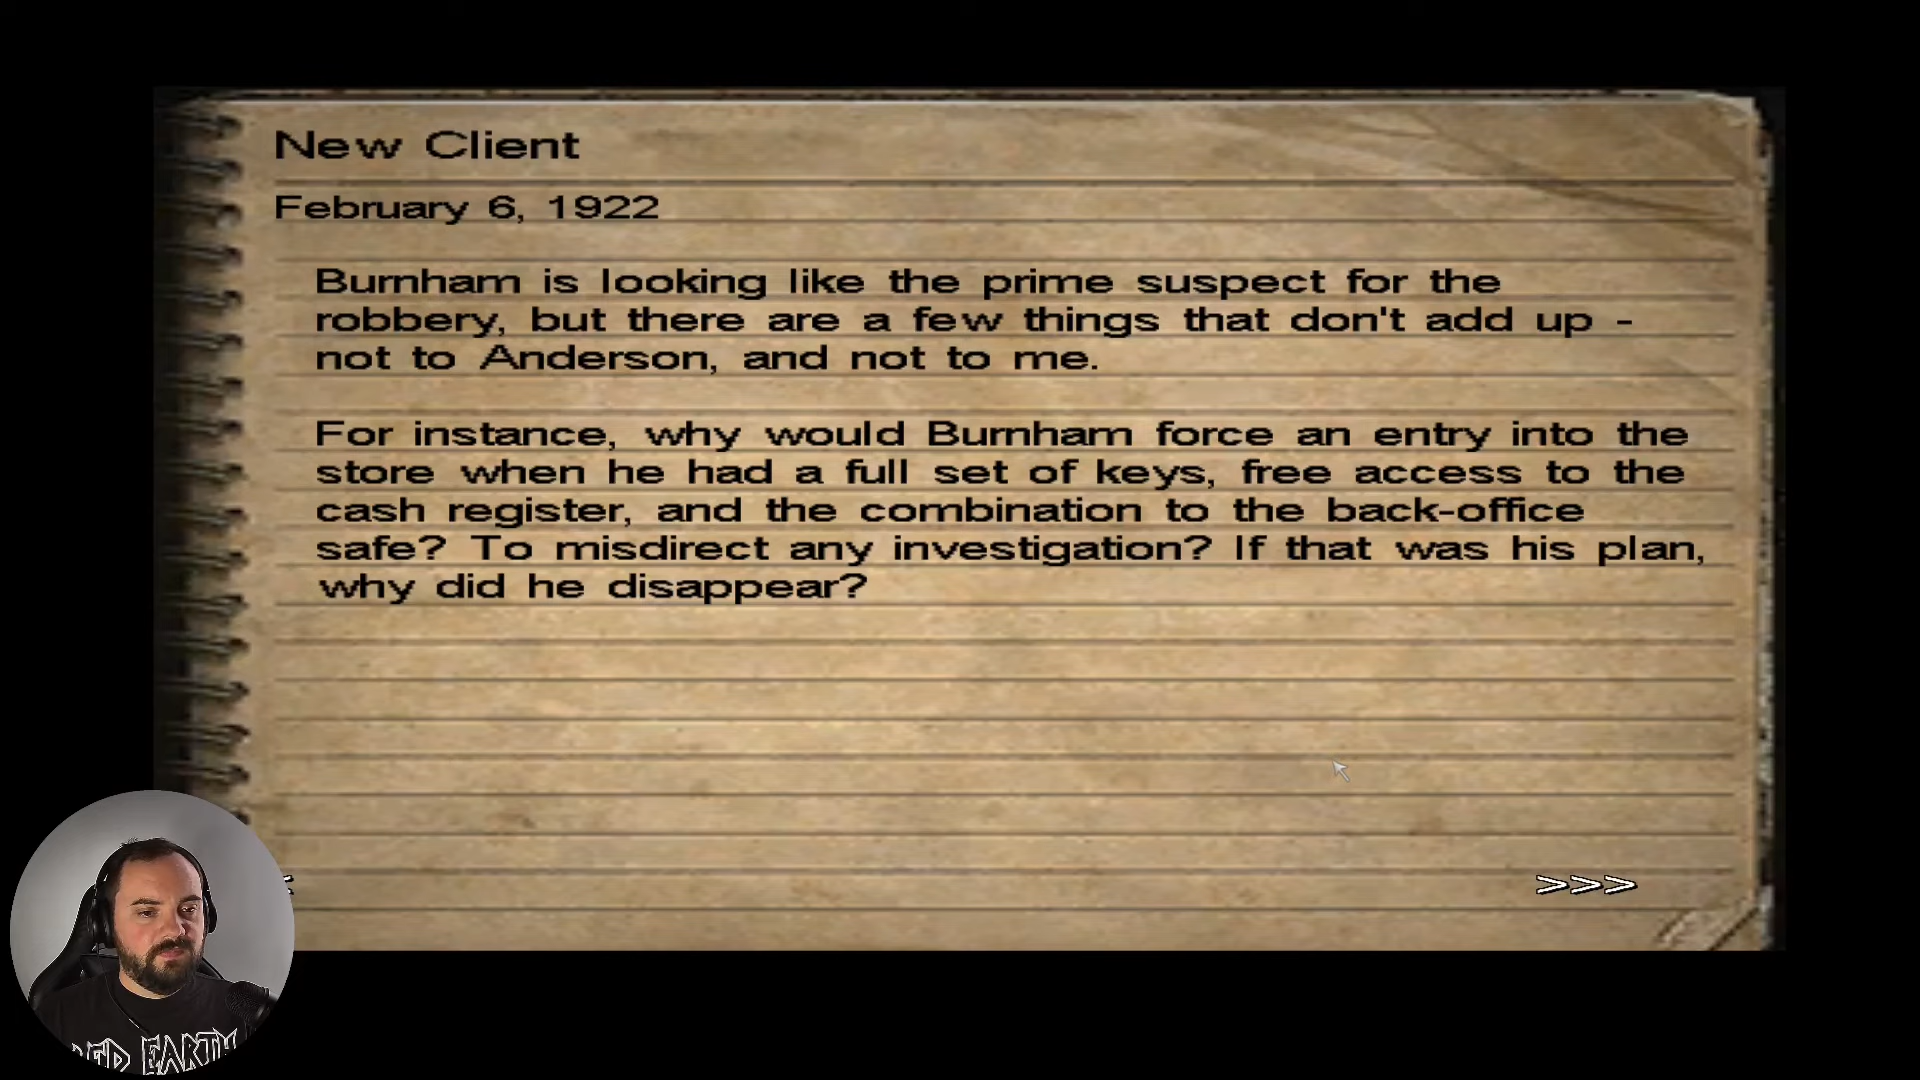 New Client
February 6, 1922
Burnham is looking like the prime suspect for the
robbery, but there are a few things that don't add up -
not to Anderson, and not to me.
For instance, why would Burnham force an entry into the
store when he had a full set of keys, free access to the
cash register, and the combination to the back-office
safe? To misdirect any investigation? If that was his plan,
why did he disappear?
>>>
EARTH